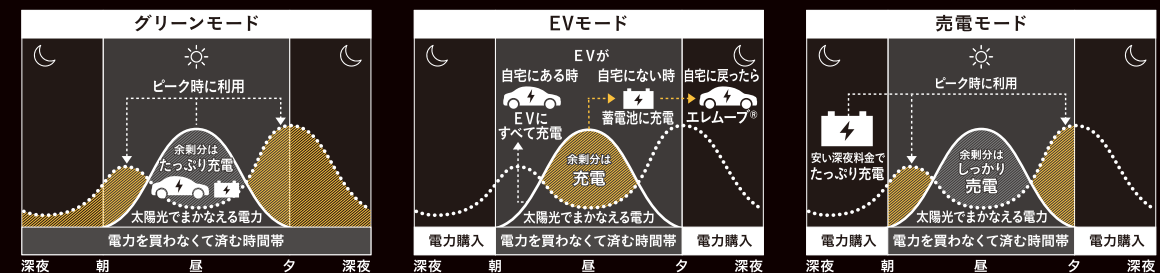 グリーンモード
ピーク時に利用
余剰分は
たっぷり充電
太陽光でまかなえる電力
電力を買わなくて済む時間帯
深夜 朝 昼 夕 深夜
EVモード
EVが
自宅にある時 自宅にない時 自宅に戻ったら
EVに
すべて充電
蓄電池に充電
エレムーブ®
余剰分は
充電
太陽光でまかなえる電力
電力購入 電力を買わなくて済む時間帯 電力購入
深夜 朝 昼 夕 深夜
売電モード
ピーク時に利用
安い深夜料金で
たっぷり充電
余剰分は
しっかり
売電
太陽光でまかなえる電力
電力購入 電力を買わなくて済む時間帯 電力購入
深夜 朝 昼 夕 深夜